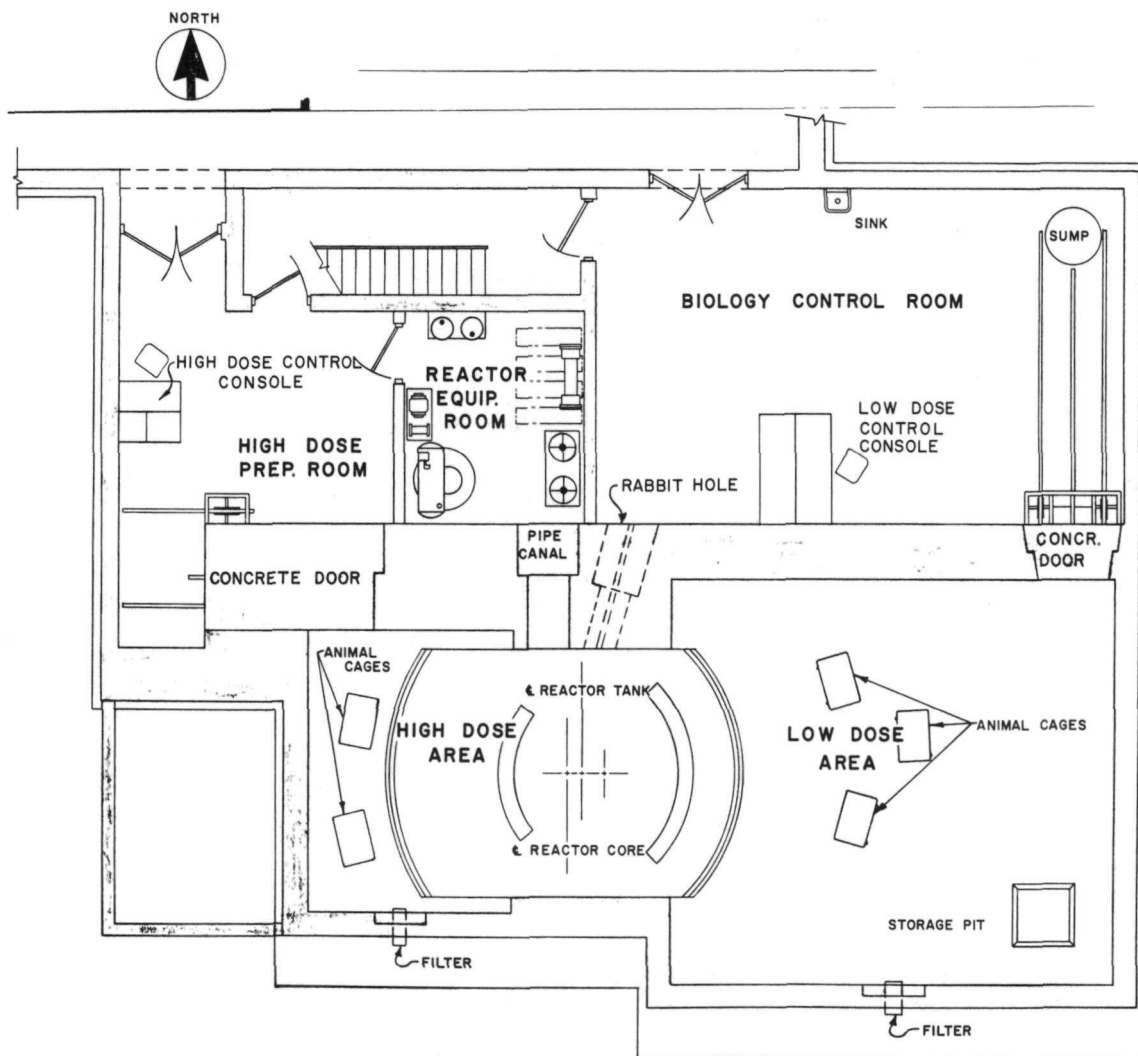 NORTH
SINK
SUMP
BIOLOGY CONTROL ROOM
HIGH DOSE CONTROL
CONSOLE
REACTOR
EQUIP.
ROOM
LOW DOSE
CONTROL
CONSOLE
HIGH DOSE
PREP. ROOM
RABBIT HOLE
PIPE
CANAL
CONCR.
DOOR
CONCRETE DOOR
ANIMAL
CAGES
℄ REACTOR TANK
HIGH DOSE
AREA
LOW DOSE
AREA
ANIMAL CAGES
℄ REACTOR CORE
STORAGE PIT
FILTER
FILTER